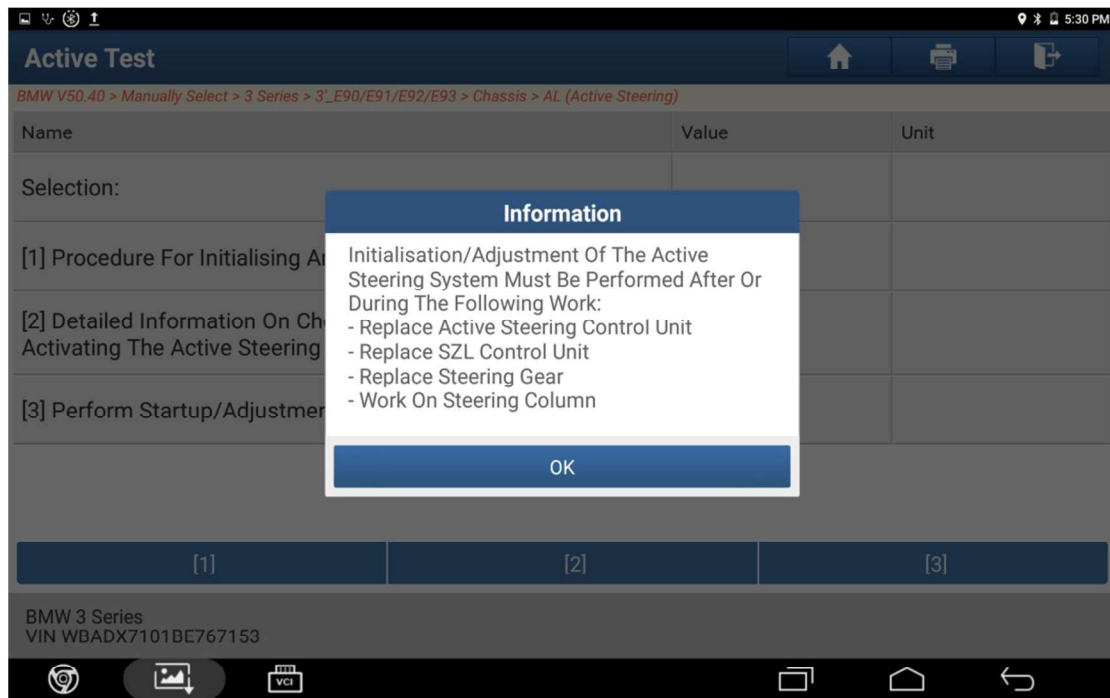 5:30 PM
Active Test
BMW V50.40 > Manually Select > 3 Series > 3'_E90/E91/E92/E93 > Chassis > AL (Active Steering)
Name Value Unit
Selection:
[1] Procedure For Initialising
[2] Detailed Information On
Activating The Active Steering
[3] Perform
Information
Initialisation/Adjustment Of The Active
Steering System Must Be Performed After Or
During The Following Work:
- Replace Active Steering Control Unit
- Replace SZL Control Unit
- Replace Steering Gear
- Work On Steering Column
OK
[1] [2] [3]
BMW 3 Series
VIN WBADX7101BE767153
VCI